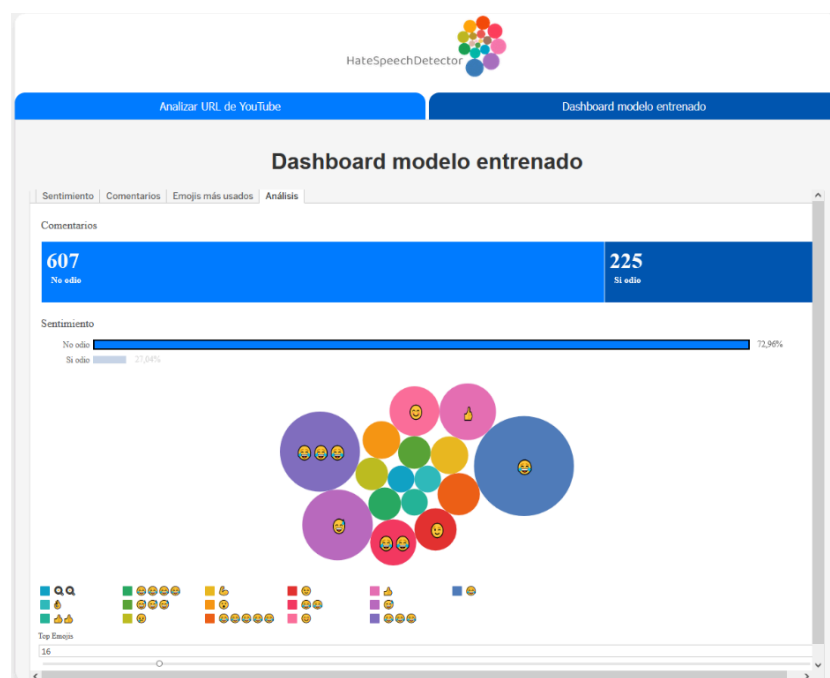 HateSpeechDetector
Analizar URL de YouTube
Dashboard modelo entrenado
Dashboard modelo entrenado
Sentimiento
Comentarios
Emojis más usados
Análisis
Comentarios
607
No odio
225
Si odio
Sentimiento
No odio
72,96%
Si odio
27,04%
Top Emojis
16